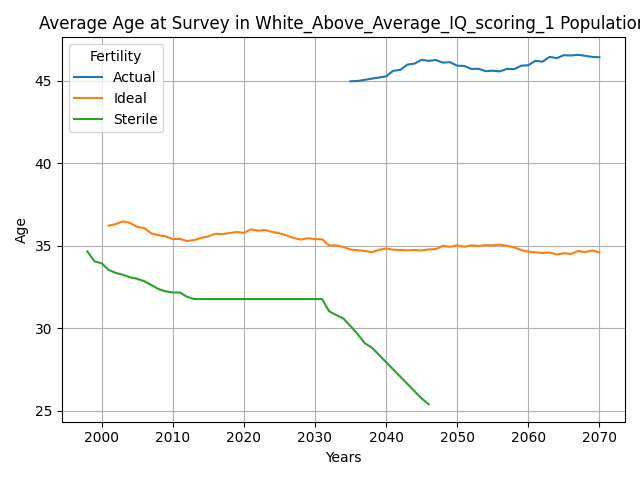 Average Age at Survey in White_Above_Average_IQ_scoring_1 Population
Fertility
Actual
Ideal
Sterile
45
40
35
30
25
Age
2000 2010 2020 2030 2040 2050 2060 2070
Years